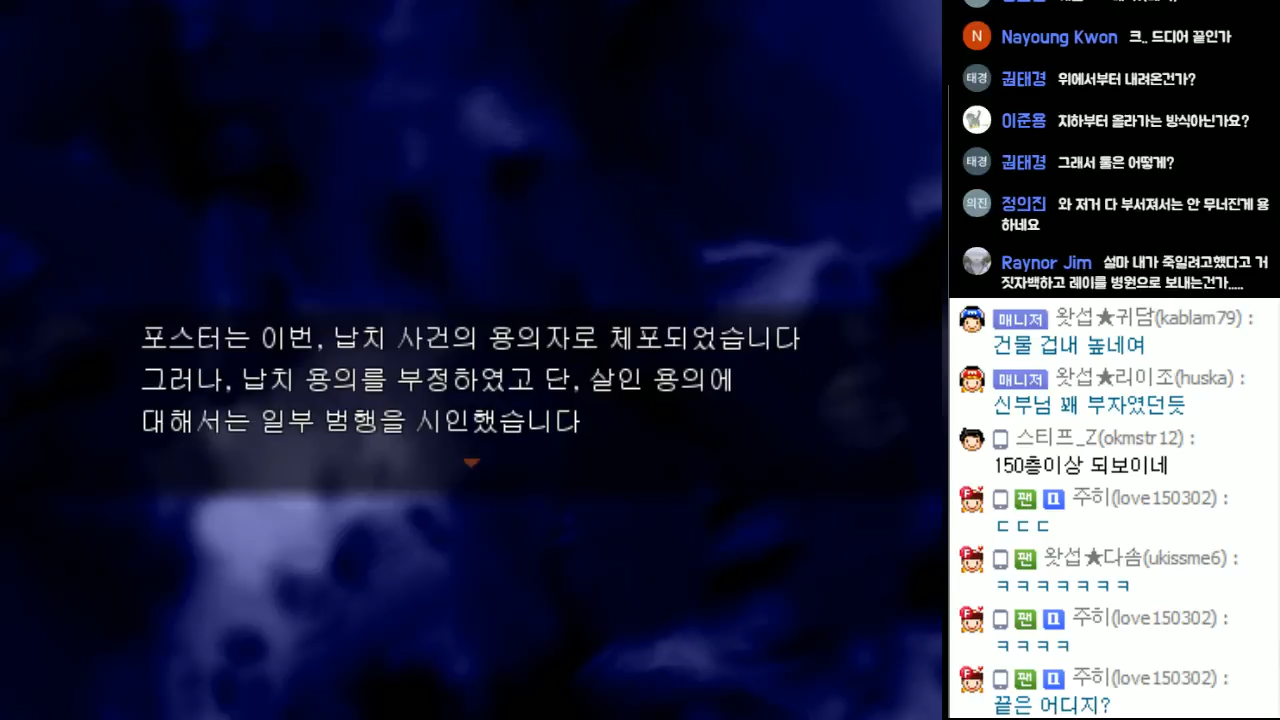 포스터는 이번, 납치 사건의 용의자로 체포되었습니다
그러나, 납치 용의를 부정하였고 단, 살인 용의에
대해서는 일부 범행을 시인했습니다
N Nayoung Kwon 크.. 드디어 끝인가
태경 권태경 위에서부터 내려온건가?
이준용 지하부터 올라가는 방식아닌가요?
태경 권태경 그래서 둘은 어떻게?
의진 정의진 와 저거 다 부서져서는 안 무너진게 용
하네요
Raynor Jim 설마 내가 죽일려고했다고 거
짓자백하고 레이를 병원으로 보내는건가.....
매니저 왓섭★귀담(kablam79) :
건물 겁내 높네여
매니저 왓섭★리이조(huska) :
신부님 꽤 부자였던듯
스티프_Z(okmstr12) :
150층이상 되보이네
팬 주히(love150302) :
ㄷㄷㄷ
팬 왓섭★다솜(ukissme6) :
ㅋㅋㅋㅋㅋㅋㅋ
팬 주히(love150302) :
ㅋㅋㅋㅋ
팬 주히(love150302) :
끝은 어디지?